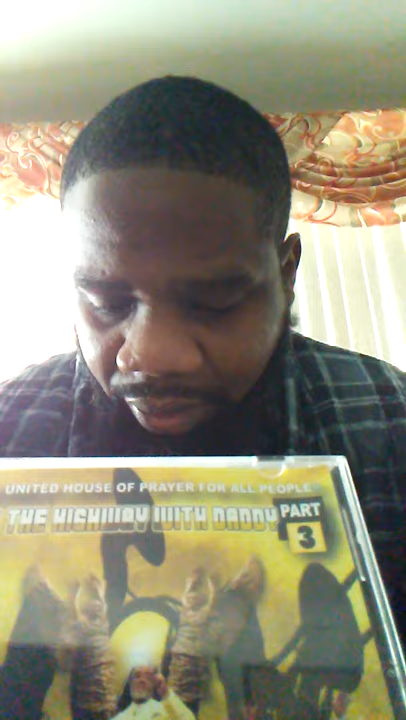 UNITED HOUSE OF PRAYER FOR ALL PEOPLE
THE HIGHWAY WITH DADDY
PART
3